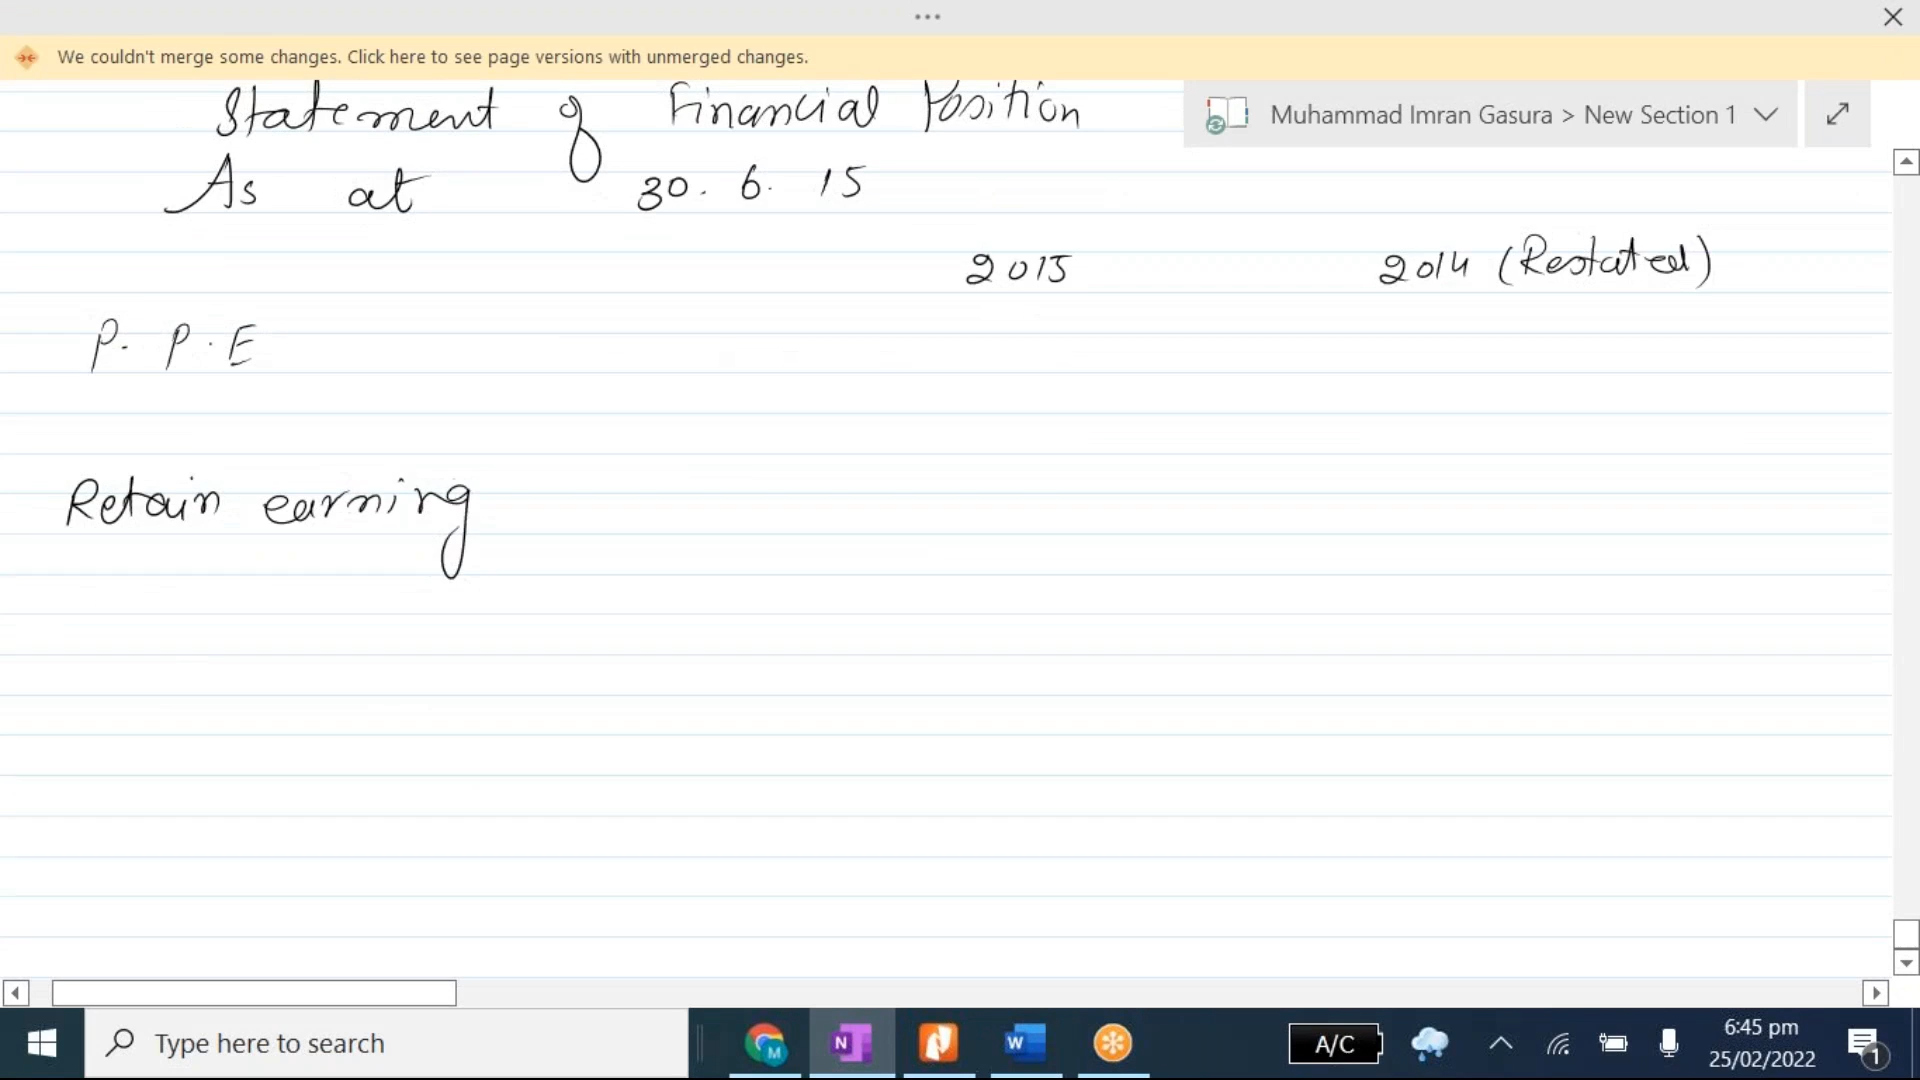 We couldn't merge some changes. Click here to see page versions with unmerged changes.
Statement of Financial Position
Muhammad Imran Gasura > New Section 1
As at 30.6.15
2015 2014 (Restated)
P.P.E
Retain earning
Type here to search
M
N
W
A/C
6:45 pm
25/02/2022
1